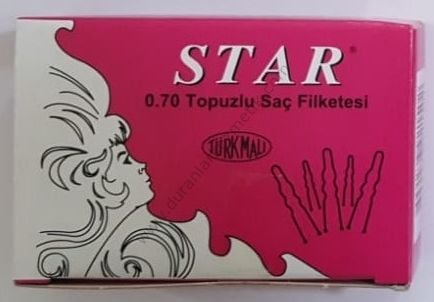 STAR®
0.70 Topuzlu Saç Filketesi
TÜRKMALI